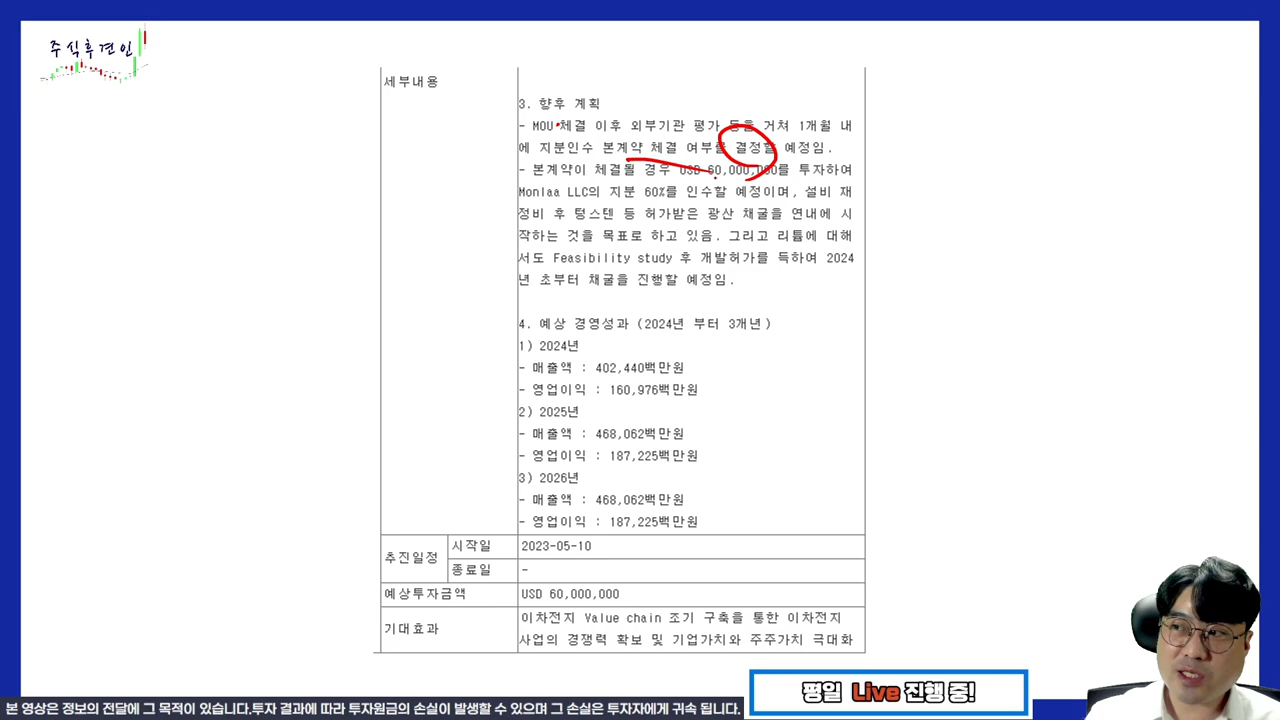 주식후견인
세부내용
3. 향후 계획
- MOU 체결 이후 외부기관 평가 등을 거쳐 1개월 내
에 지분인수 본계약 체결 여부를 결정할 예정임.
- 본계약이 체결될 경우 USD 60,000,000를 투자하여
Monlaa LLC의 지분 60%를 인수할 예정이며, 설비 재
정비 후 텅스텐 등 허가받은 광산 채굴을 연내에 시
작하는 것을 목표로 하고 있음. 그리고 리튬에 대해
서도 Feasibility study 후 개발허가를 득하여 2024
년 초부터 채굴을 진행할 예정임.
4. 예상 경영성과 (2024년 부터 3개년)
1) 2024년
- 매출액 : 402,440백만원
- 영업이익 : 160,976백만원
2) 2025년
- 매출액 : 468,062백만원
- 영업이익 : 187,225백만원
3) 2026년
- 매출액 : 468,062백만원
- 영업이익 : 187,225백만원
추진일정
시작일 2023-05-10
종료일 -
예상투자금액 USD 60,000,000
기대효과
이차전지 Value chain 조기 구축을 통한 이차전지
사업의 경쟁력 확보 및 기업가치와 주주가치 극대화
평일 Live 진행 중!
본 영상은 정보의 전달에 그 목적이 있습니다.투자 결과에 따라 투자원금의 손실이 발생할 수 있으며 그 손실은 투자자에게 귀속 됩니다.